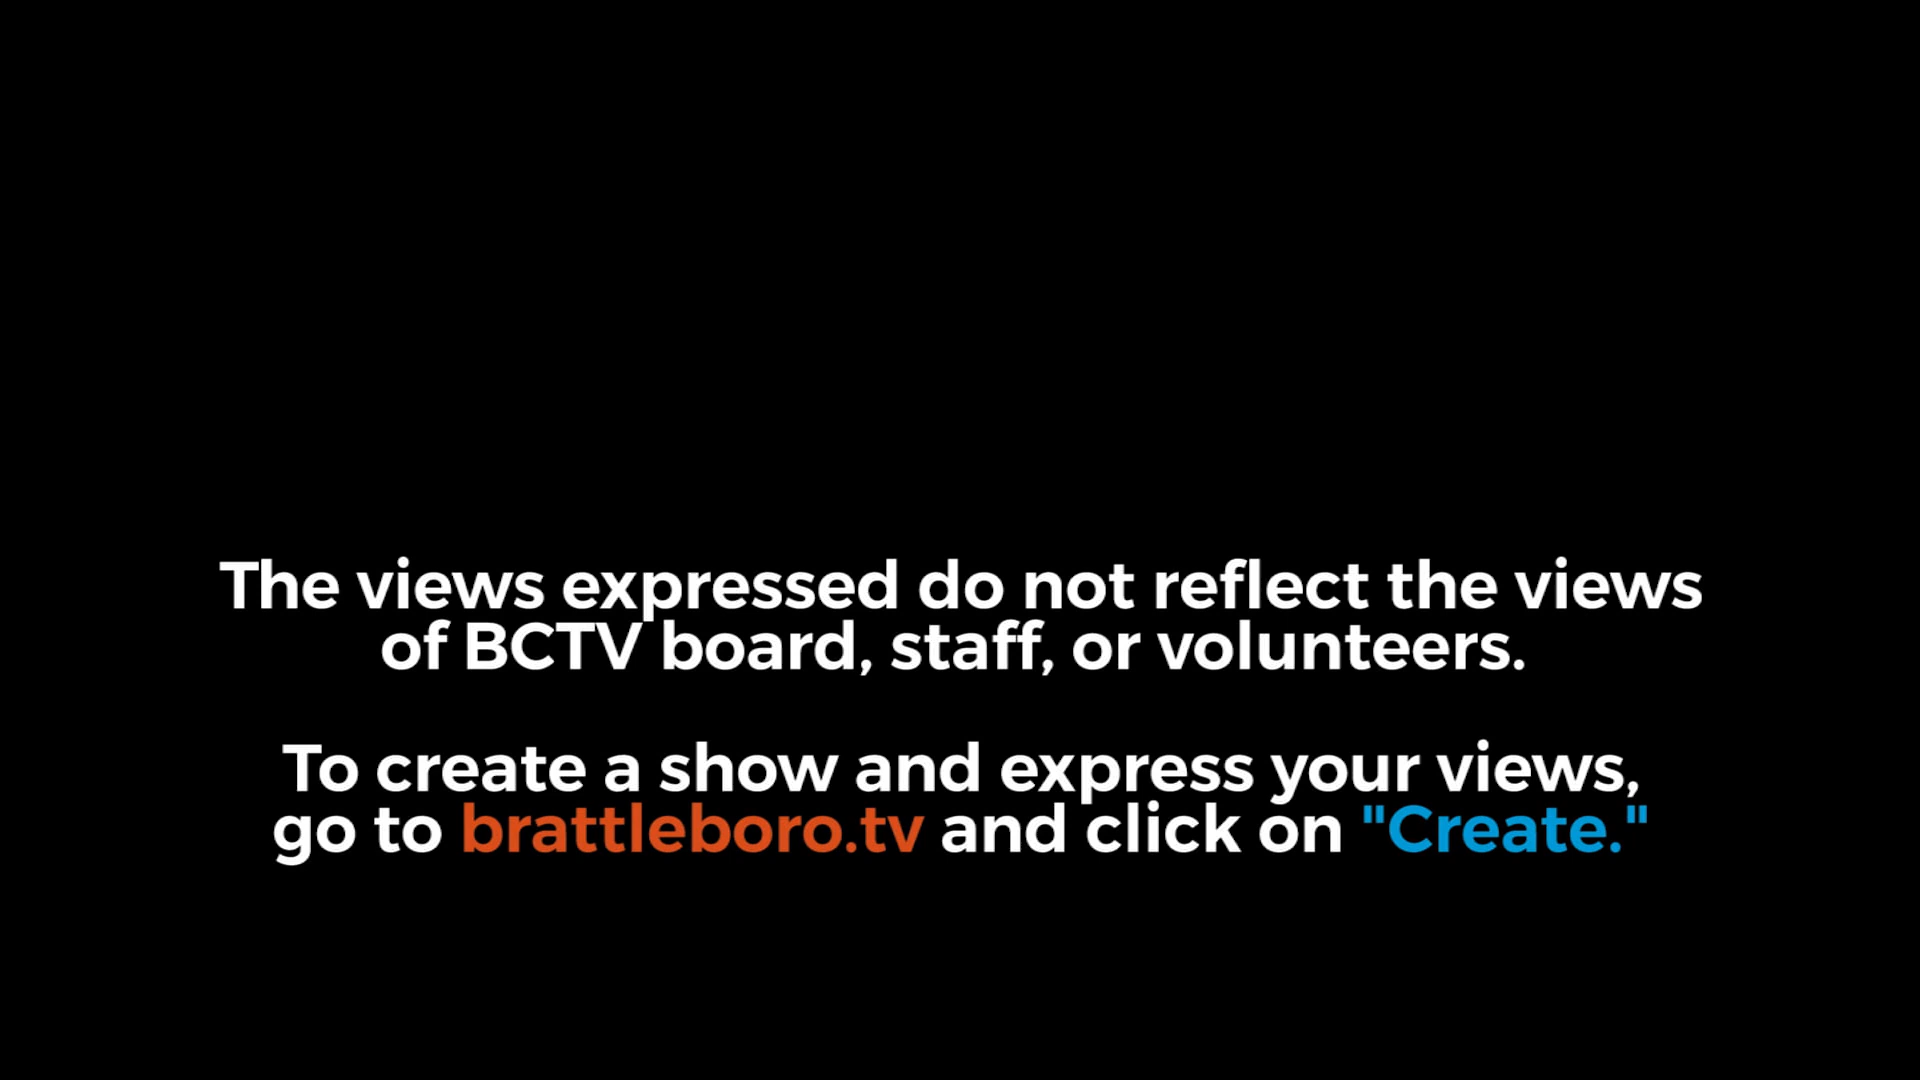 The views expressed do not reflect the views
of BCTV board, staff, or volunteers.
To create a show and express your views,
go to brattleboro.tv and click on "Create."